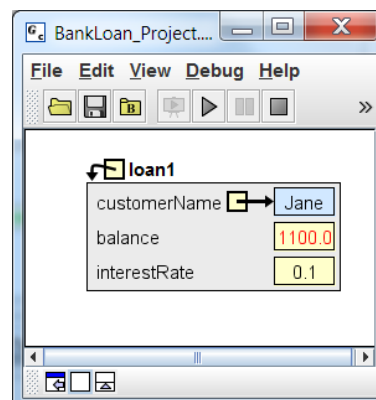 BankLoan_Project....
File Edit View Debug Help
B »
loan1
customerName Jane
balance 1100.0
interestRate 0.1